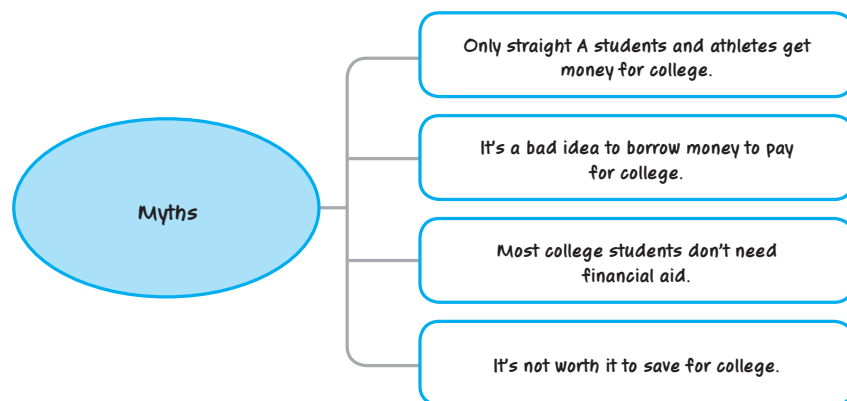 Only straight A students and athletes get
money for college.
It's a bad idea to borrow money to pay
for college.
Myths
Most college students don't need
financial aid.
It's not worth it to save for college.